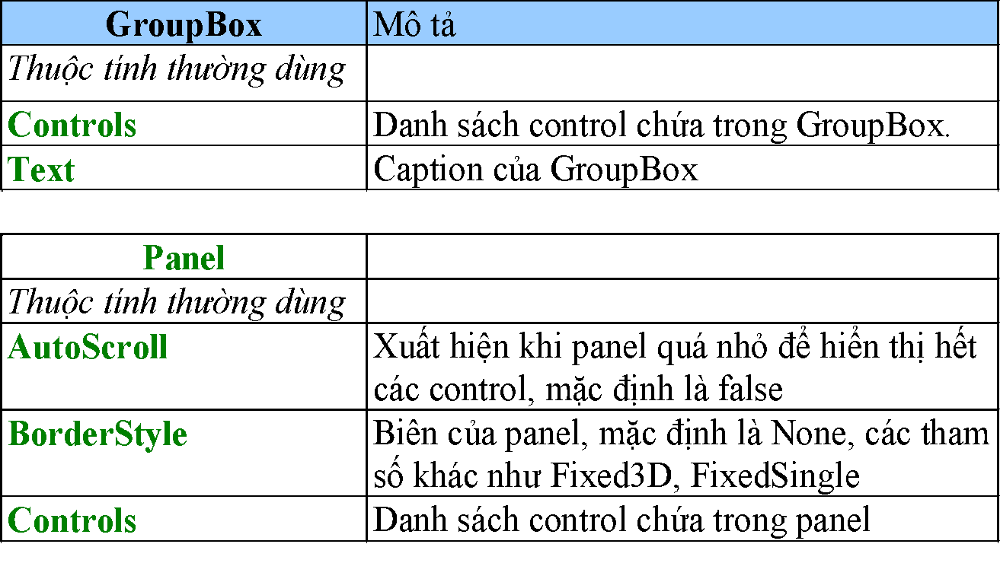 GroupBox Mô tả
Thuộc tính thường dùng
Controls Danh sách control chứa trong GroupBox.
Text Caption của GroupBox
Panel
Thuộc tính thường dùng
AutoScroll Xuất hiện khi panel quá nhỏ để hiển thị hết
các control, mặc định là false
BorderStyle Biên của panel, mặc định là None, các tham
số khác như Fixed3D, FixedSingle
Controls Danh sách control chứa trong panel